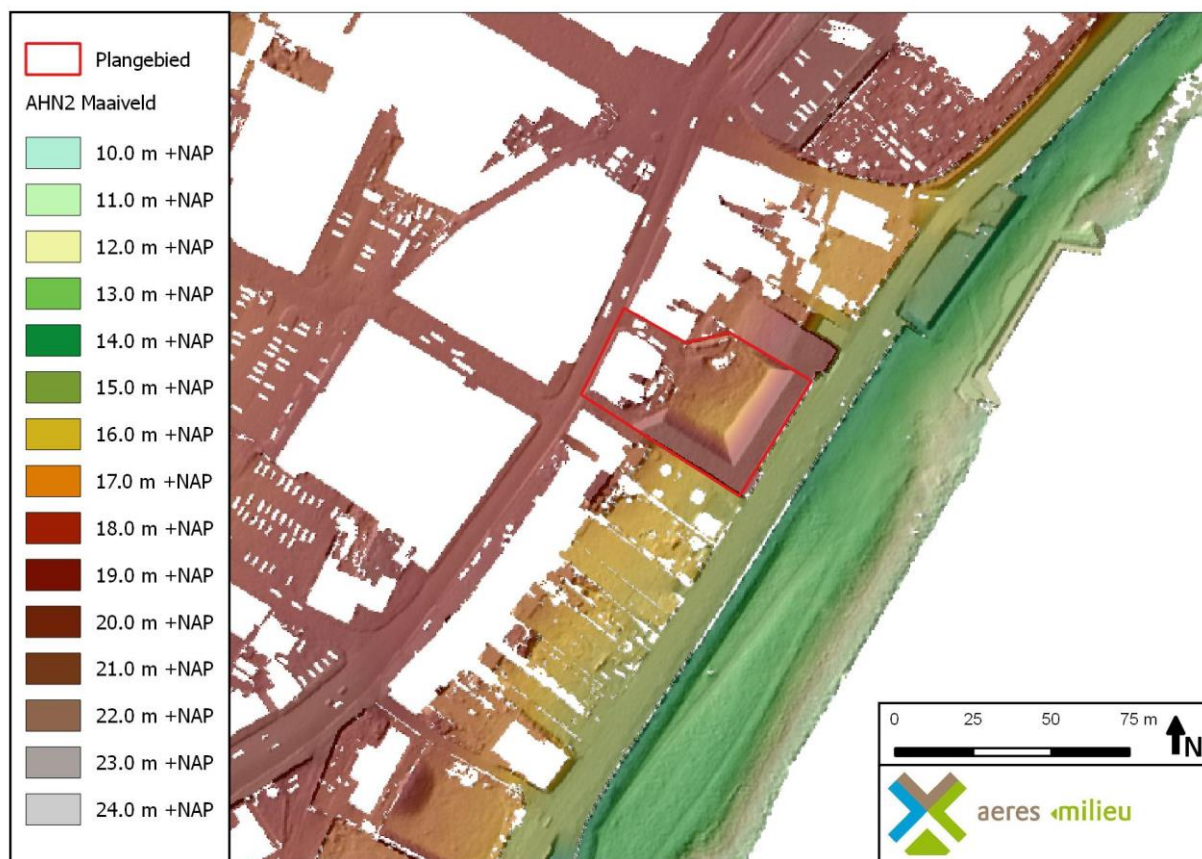 Plangebied
AHN2 Maaiveld
10.0 m +NAP
11.0 m +NAP
12.0 m +NAP
13.0 m +NAP
14.0 m +NAP
15.0 m +NAP
16.0 m +NAP
17.0 m +NAP
18.0 m +NAP
19.0 m +NAP
20.0 m +NAP
21.0 m +NAP
22.0 m +NAP
23.0 m +NAP
24.0 m +NAP
0 25 50 75 m
N
aeres milieu